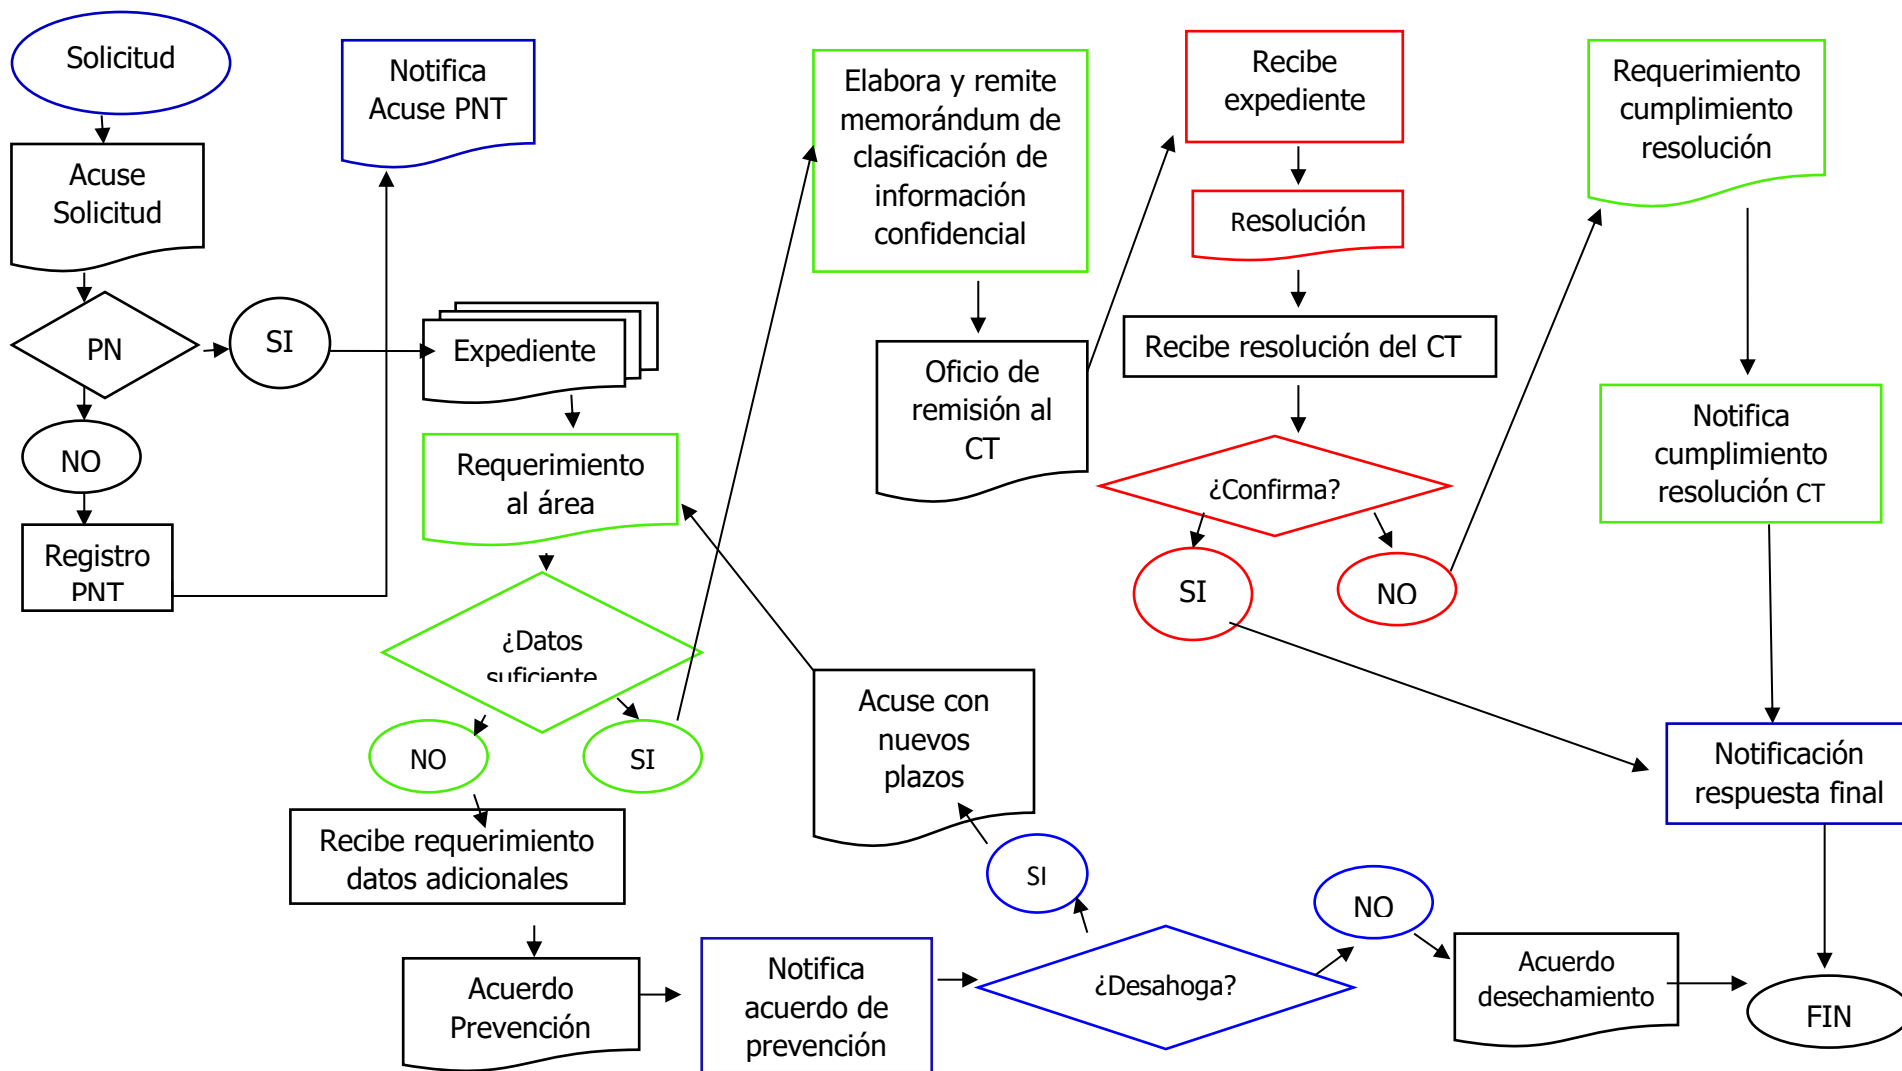 Solicitud
Acuse
Solicitud
PN
SI
NO
Registro
PNT
Notifica
Acuse PNT
Expediente
Requerimiento
al área
¿Datos
suficiente
NO
SI
Recibe requerimiento
datos adicionales
Acuerdo
Prevención
Notifica
acuerdo de
prevención
¿Desahoga?
SI
Acuse con
nuevos
plazos
NO
Acuerdo
desechamiento
FIN
Elabora y remite
memorándum de
clasificación de
información
confidencial
Oficio de
remisión al
CT
Recibe
expediente
Resolución
Recibe resolución del CT
¿Confirma?
SI
NO
Requerimiento
cumplimiento
resolución
Notifica
cumplimiento
resolución CT
Notificación
respuesta final